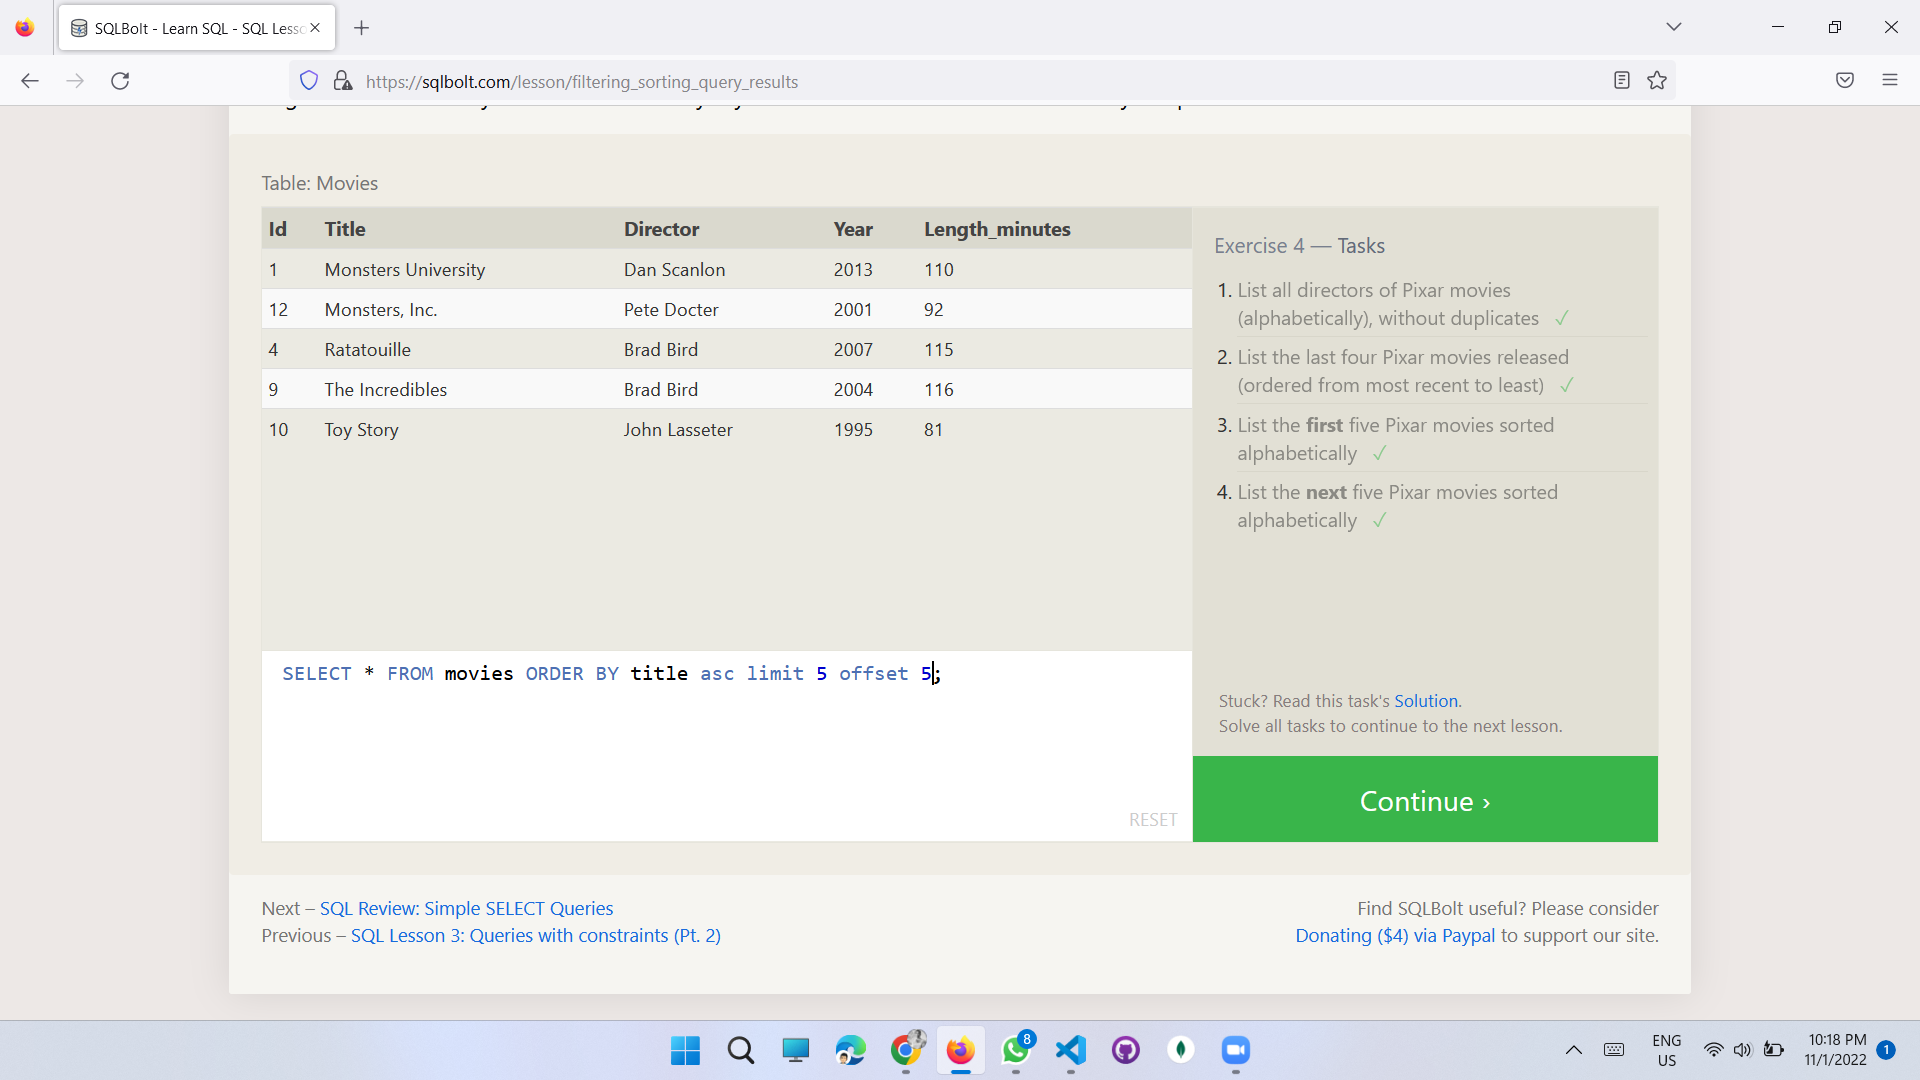 SQLBolt - Learn SQL - SQL Lesso
https://sqlbolt.com/lesson/filtering_sorting_query_results
Table: Movies
Id Title Director Year Length_minutes
1 Monsters University Dan Scanlon 2013 110
12 Monsters, Inc. Pete Docter 2001 92
4 Ratatouille Brad Bird 2007 115
9 The Incredibles Brad Bird 2004 116
10 Toy Story John Lasseter 1995 81
SELECT * FROM movies ORDER BY title asc limit 5 offset 5;
RESET
Exercise 4 — Tasks
1. List all directors of Pixar movies
(alphabetically), without duplicates ✓
2. List the last four Pixar movies released
(ordered from most recent to least) ✓
3. List the first five Pixar movies sorted
alphabetically ✓
4. List the next five Pixar movies sorted
alphabetically ✓
Stuck? Read this task's Solution.
Solve all tasks to continue to the next lesson.
Continue ›
Next – SQL Review: Simple SELECT Queries
Previous – SQL Lesson 3: Queries with constraints (Pt. 2)
Find SQLBolt useful? Please consider
Donating ($4) via Paypal to support our site.
8
ENG
US
10:18 PM
11/1/2022
1